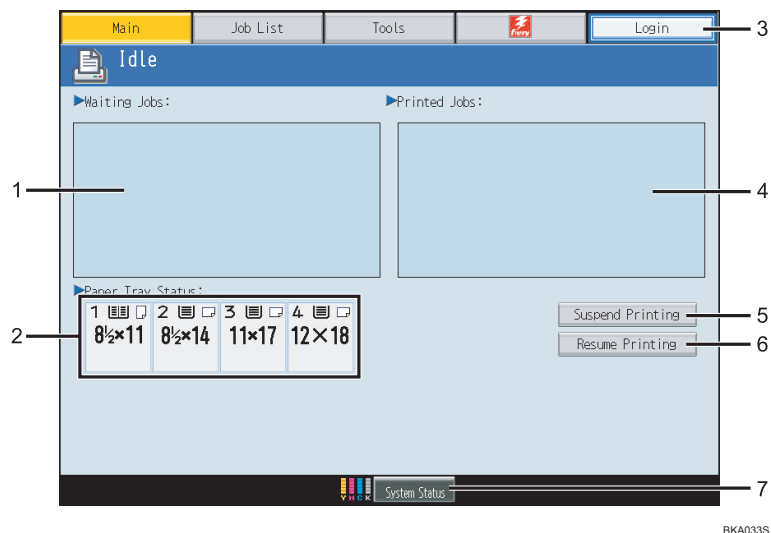 Main Job List Tools Fiery Login 3
Idle
Waiting Jobs: Printed Jobs:
1 4
Paper Tray Status:
1 2 3 4
8½×11 8½×14 11×17 12×18
2
Suspend Printing 5
Resume Printing 6
Y M C K System Status 7
BKA033S